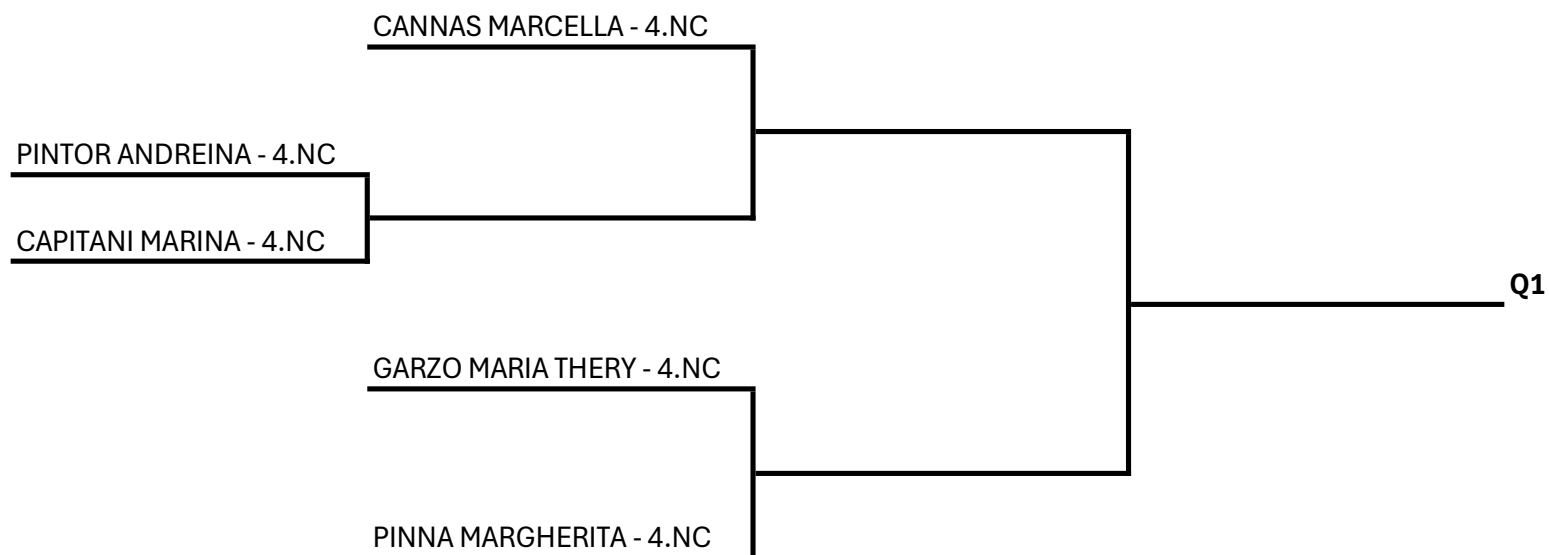 CANNAS MARCELLA - 4.NC
PINTOR ANDREINA - 4.NC
CAPITANI MARINA - 4.NC
Q1
GARZO MARIA THERY - 4.NC
PINNA MARGHERITA - 4.NC